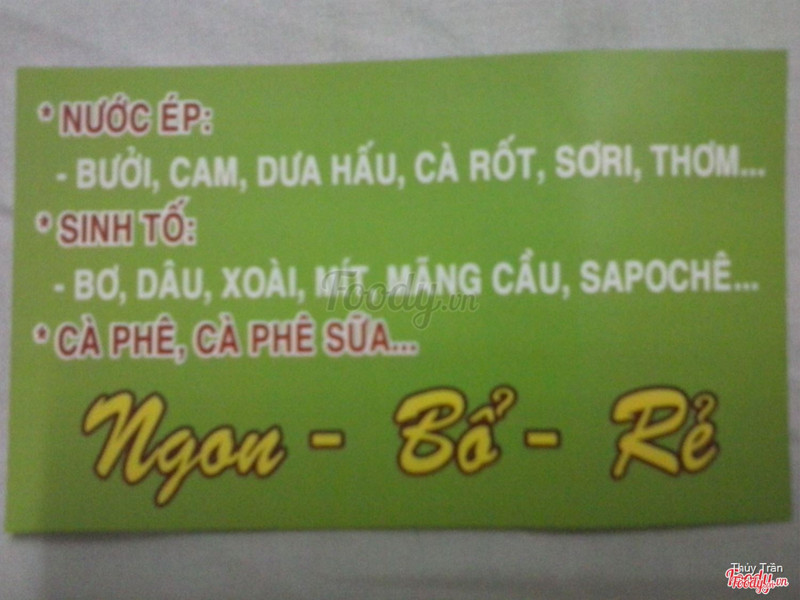 * NƯỚC ÉP:
- BƯỞI, CAM, DƯA HẤU, CÀ RỐT, SƠRI, THƠM...
* SINH TỐ:
- BƠ, DÂU, XOÀI, MÍT, MÃNG CẦU, SAPOCHÊ...
Foody.vn
* CÀ PHÊ, CÀ PHÊ SỮA...
Ngon - Bổ - Rẻ
Thúy Trần
Foody.vn